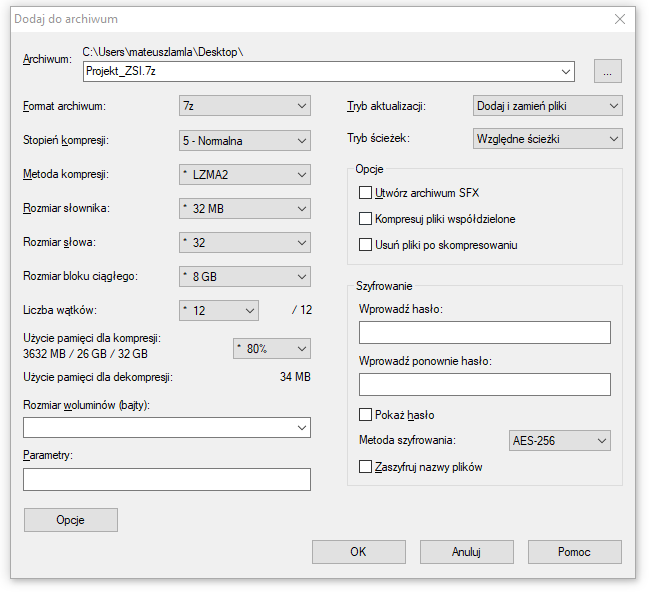 Dodaj do archiwum
C:\Users\mateuszlamla\Desktop\
Archiwum:
Projekt_ZSI.7z
...
Format archiwum:
7z
Stopień kompresji:
5 - Normalna
Metoda kompresji:
* LZMA2
Rozmiar słownika:
* 32 MB
Rozmiar słowa:
* 32
Rozmiar bloku ciągłego:
* 8 GB
Liczba wątków:
* 12
/ 12
Użycie pamięci dla kompresji:
3632 MB / 26 GB / 32 GB
* 80%
Użycie pamięci dla dekompresji:
34 MB
Rozmiar woluminów (bajty):
Parametry:
Opcje
Tryb aktualizacji:
Dodaj i zamień pliki
Tryb ścieżek:
Względne ścieżki
Opcje
Utwórz archiwum SFX
Kompresuj pliki współdzielone
Usuń pliki po skompresowaniu
Szyfrowanie
Wprowadź hasło:
Wprowadź ponownie hasło:
Pokaż hasło
Metoda szyfrowania:
AES-256
Zaszyfruj nazwy plików
OK
Anuluj
Pomoc